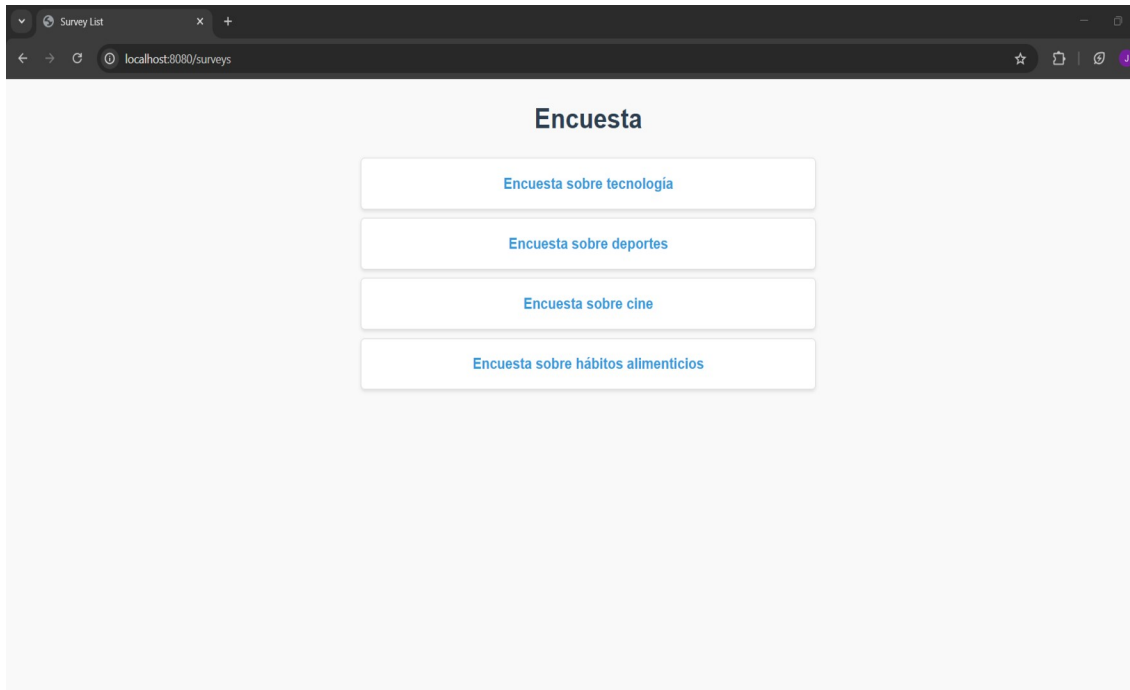 Survey List
localhost:8080/surveys
J
Encuesta
Encuesta sobre tecnología
Encuesta sobre deportes
Encuesta sobre cine
Encuesta sobre hábitos alimenticios